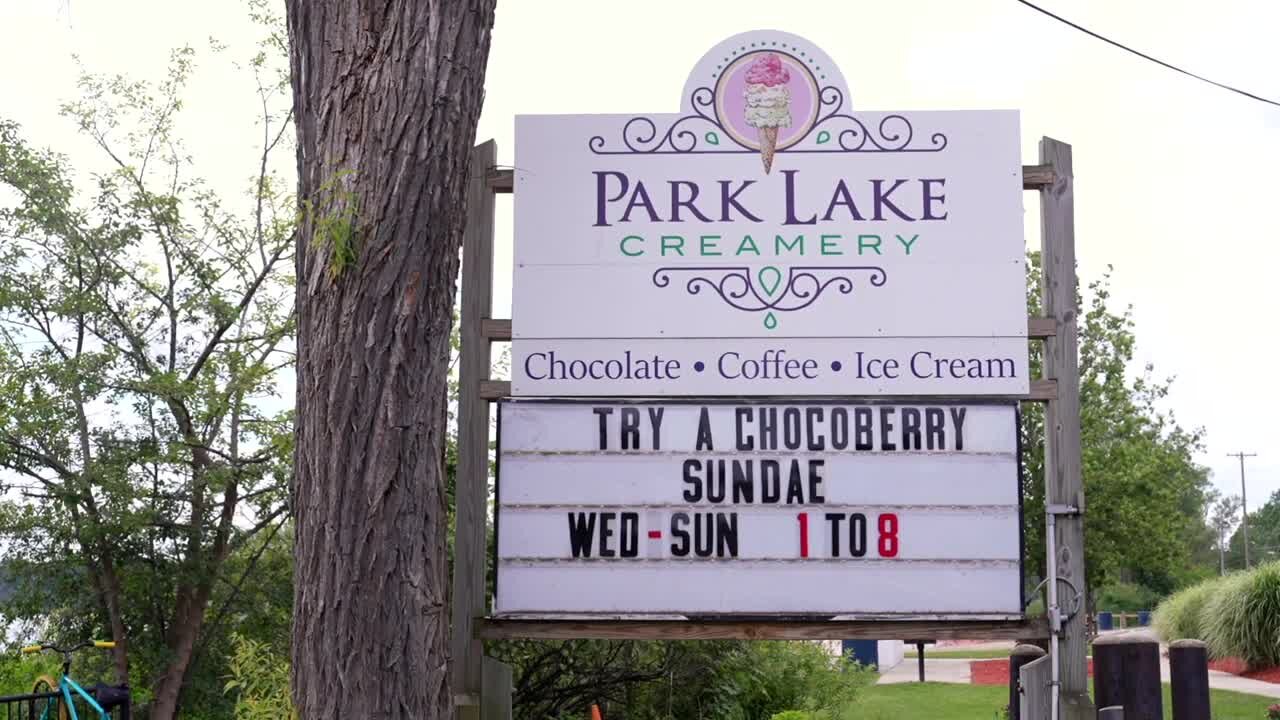 PARK LAKE
CREAMERY
Chocolate • Coffee • Ice Cream
TRY A CHOCOBERRY
SUNDAE
WED-SUN 1 TO 8